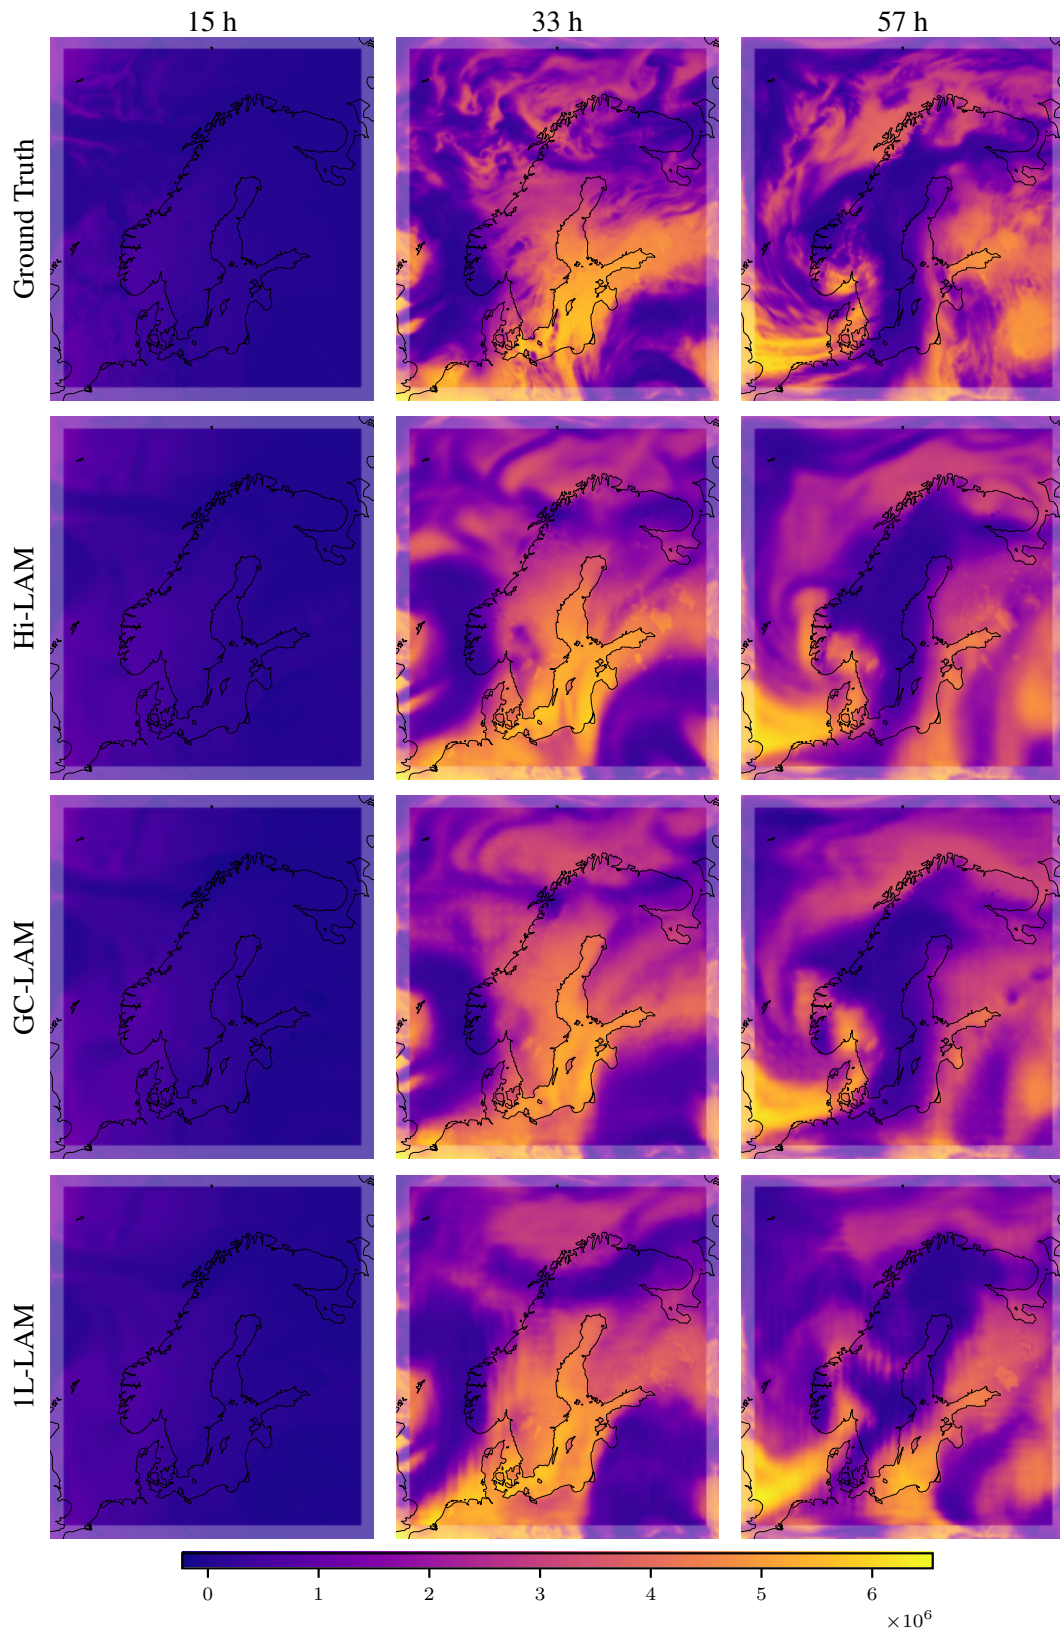 15 h 33 h 57 h
Ground Truth
Hi-LAM
GC-LAM
1L-LAM
0 1 2 3 4 5 6
×10⁶